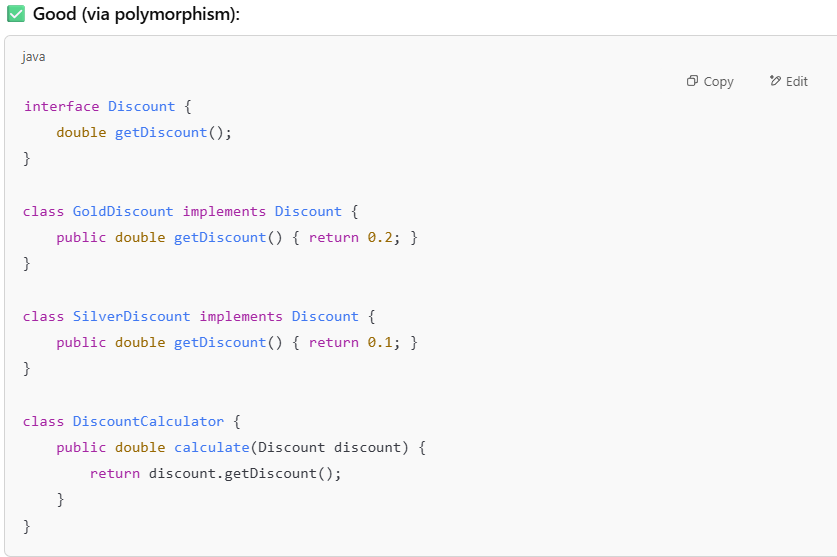 ✅ Good (via polymorphism):
java
Copy Edit
interface Discount {
    double getDiscount();
}

class GoldDiscount implements Discount {
    public double getDiscount() { return 0.2; }
}

class SilverDiscount implements Discount {
    public double getDiscount() { return 0.1; }
}

class DiscountCalculator {
    public double calculate(Discount discount) {
        return discount.getDiscount();
    }
}